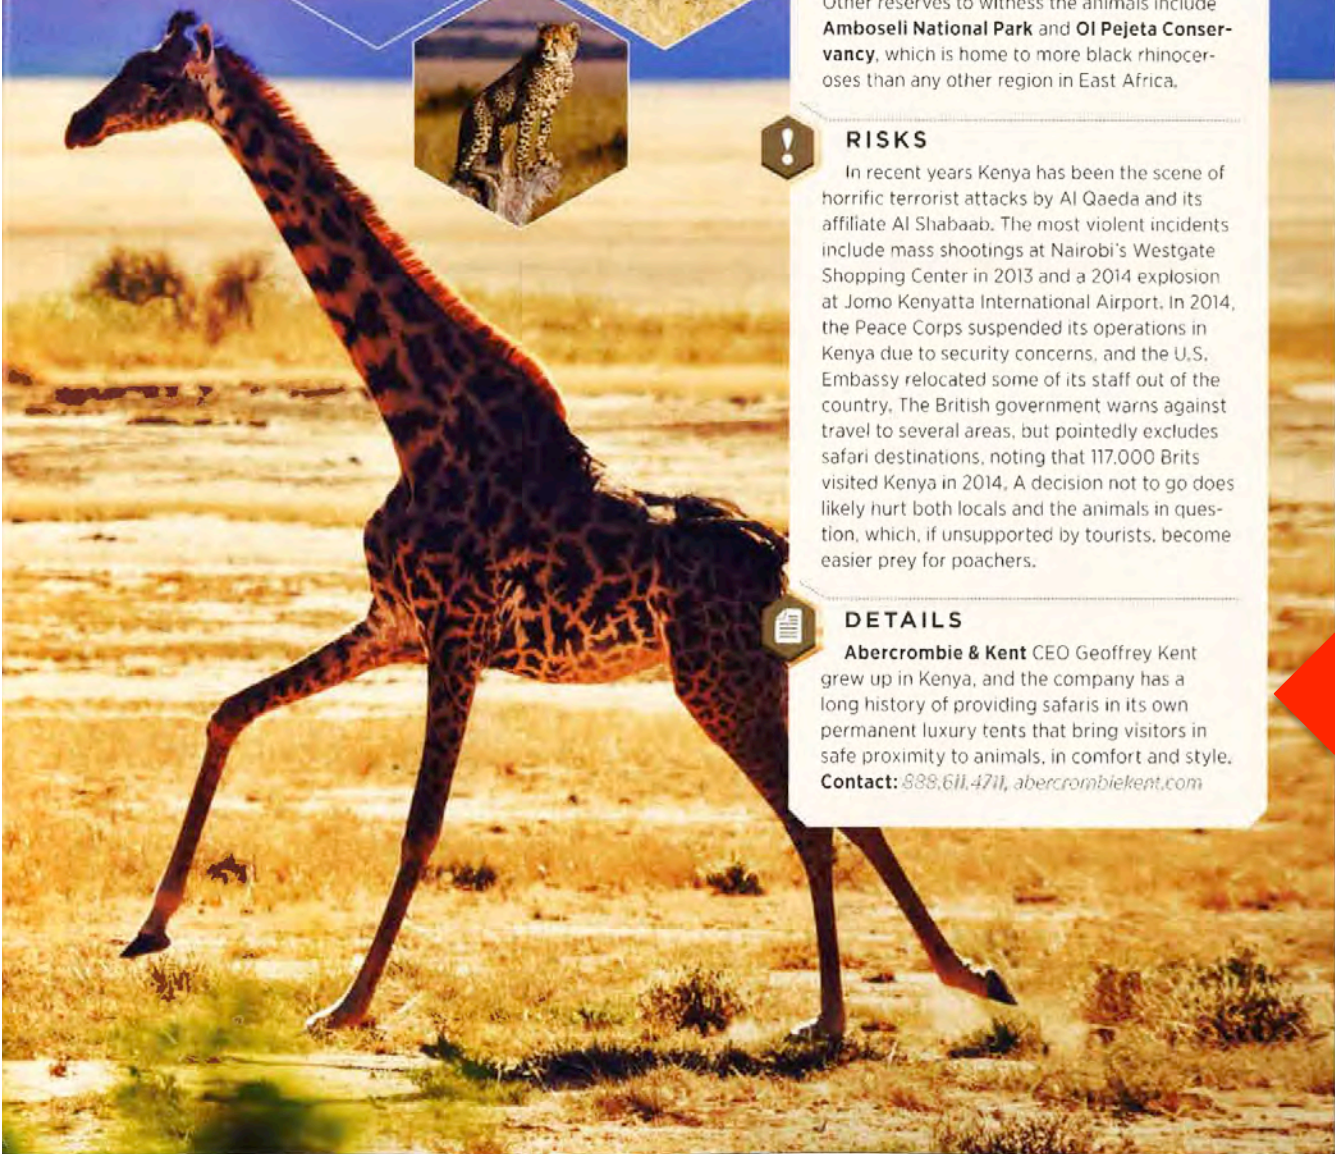 Other reserves to witness the animals include
Amboseli National Park and Ol Pejeta Conser-
vancy, which is home to more black rhinocer-
oses than any other region in East Africa.
RISKS
In recent years Kenya has been the scene of
horrific terrorist attacks by Al Qaeda and its
affiliate Al Shabaab. The most violent incidents
include mass shootings at Nairobi's Westgate
Shopping Center in 2013 and a 2014 explosion
at Jomo Kenyatta International Airport. In 2014,
the Peace Corps suspended its operations in
Kenya due to security concerns, and the U.S.
Embassy relocated some of its staff out of the
country. The British government warns against
travel to several areas, but pointedly excludes
safari destinations, noting that 117,000 Brits
visited Kenya in 2014. A decision not to go does
likely hurt both locals and the animals in ques-
tion, which, if unsupported by tourists, become
easier prey for poachers.
DETAILS
Abercrombie & Kent CEO Geoffrey Kent
grew up in Kenya, and the company has a
long history of providing safaris in its own
permanent luxury tents that bring visitors in
safe proximity to animals, in comfort and style.
Contact: 888.611.4711, abercrombiekent.com